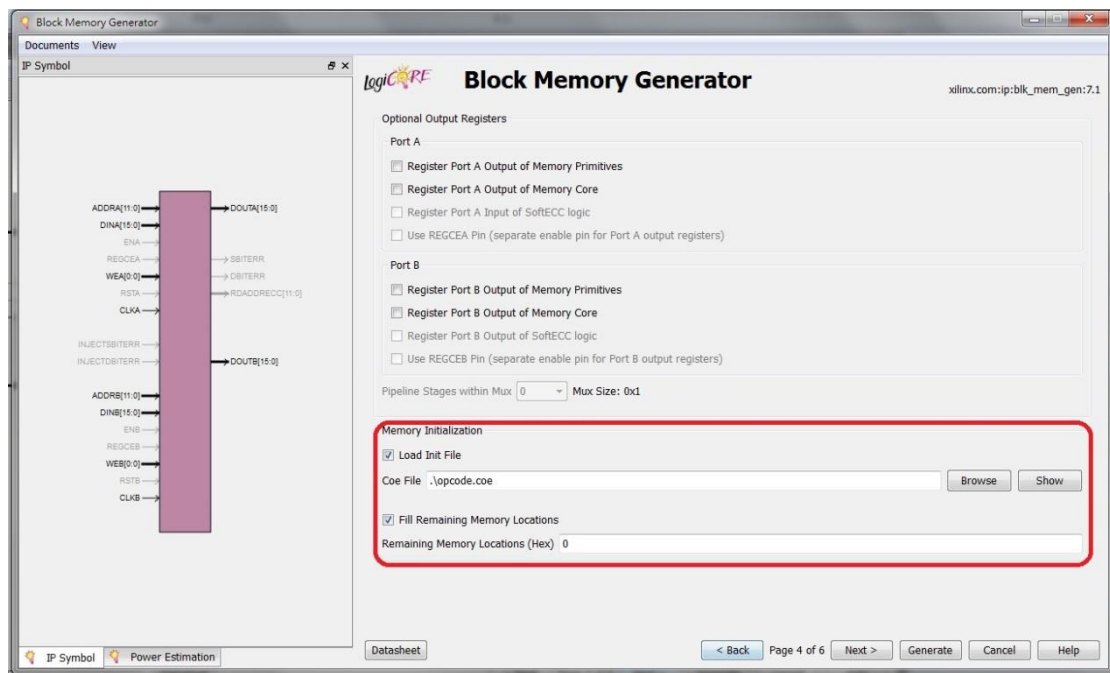 Block Memory Generator
Documents View
IP Symbol
LogiCORE
Block Memory Generator
xilinx.com:ip:blk_mem_gen:7.1
ADDRA[11:0]
DOUTA[15:0]
DINA[15:0]
ENA
REGCEA
SBITERR
WEA[0:0]
DBITERR
RSTA
RDADDRECC[11:0]
CLKA
INJECTSBITERR
INJECTDBITERR
DOUTB[15:0]
ADDRB[11:0]
DINB[15:0]
ENB
REGCEB
WEB[0:0]
RSTB
CLKB
IP Symbol
Power Estimation
Optional Output Registers
Port A
Register Port A Output of Memory Primitives
Register Port A Output of Memory Core
Register Port A Input of SoftECC logic
Use REGCEA Pin (separate enable pin for Port A output registers)
Port B
Register Port B Output of Memory Primitives
Register Port B Output of Memory Core
Register Port B Output of SoftECC logic
Use REGCEB Pin (separate enable pin for Port B output registers)
Pipeline Stages within Mux 0 Mux Size: 0x1
Memory Initialization
Load Init File
Coe File .\opcode.coe Browse Show
Fill Remaining Memory Locations
Remaining Memory Locations (Hex) 0
Datasheet < Back Page 4 of 6 Next > Generate Cancel Help